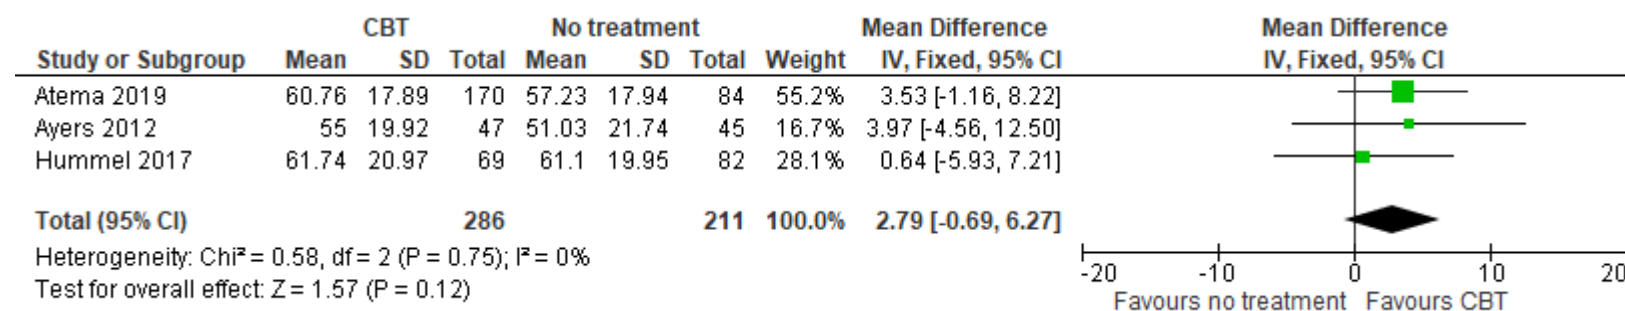 CBT No treatment Mean Difference Mean Difference
Study or Subgroup Mean SD Total Mean SD Total Weight IV, Fixed, 95% CI IV, Fixed, 95% CI
Atema 2019 60.76 17.89 170 57.23 17.94 84 55.2% 3.53 [-1.16, 8.22]
Ayers 2012 55 19.92 47 51.03 21.74 45 16.7% 3.97 [-4.56, 12.50]
Hummel 2017 61.74 20.97 69 61.1 19.95 82 28.1% 0.64 [-5.93, 7.21]
Total (95% CI) 286 211 100.0% 2.79 [-0.69, 6.27]
Heterogeneity: Chi² = 0.58, df = 2 (P = 0.75); I² = 0%
Test for overall effect: Z = 1.57 (P = 0.12)
-20 -10 0 10 20
Favours no treatment Favours CBT